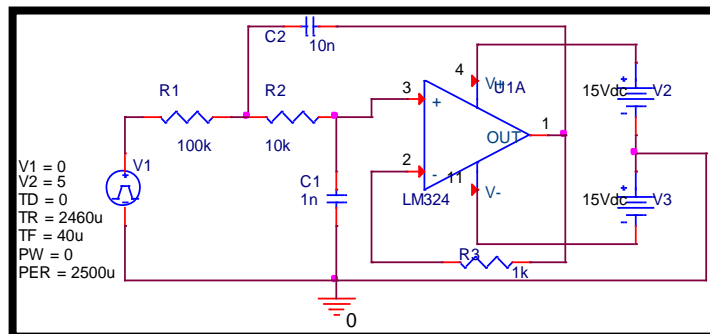 C2
10n
R1
R2
100k
10k
V1
V1 = 0
V2 = 5
TD = 0
TR = 2460u
TF = 40u
PW = 0
PER = 2500u
C1
1n
3
+
2
-
4
V+
U1A
OUT
1
11
V-
LM324
R3
1k
15Vdc
V2
15Vdc
V3
0